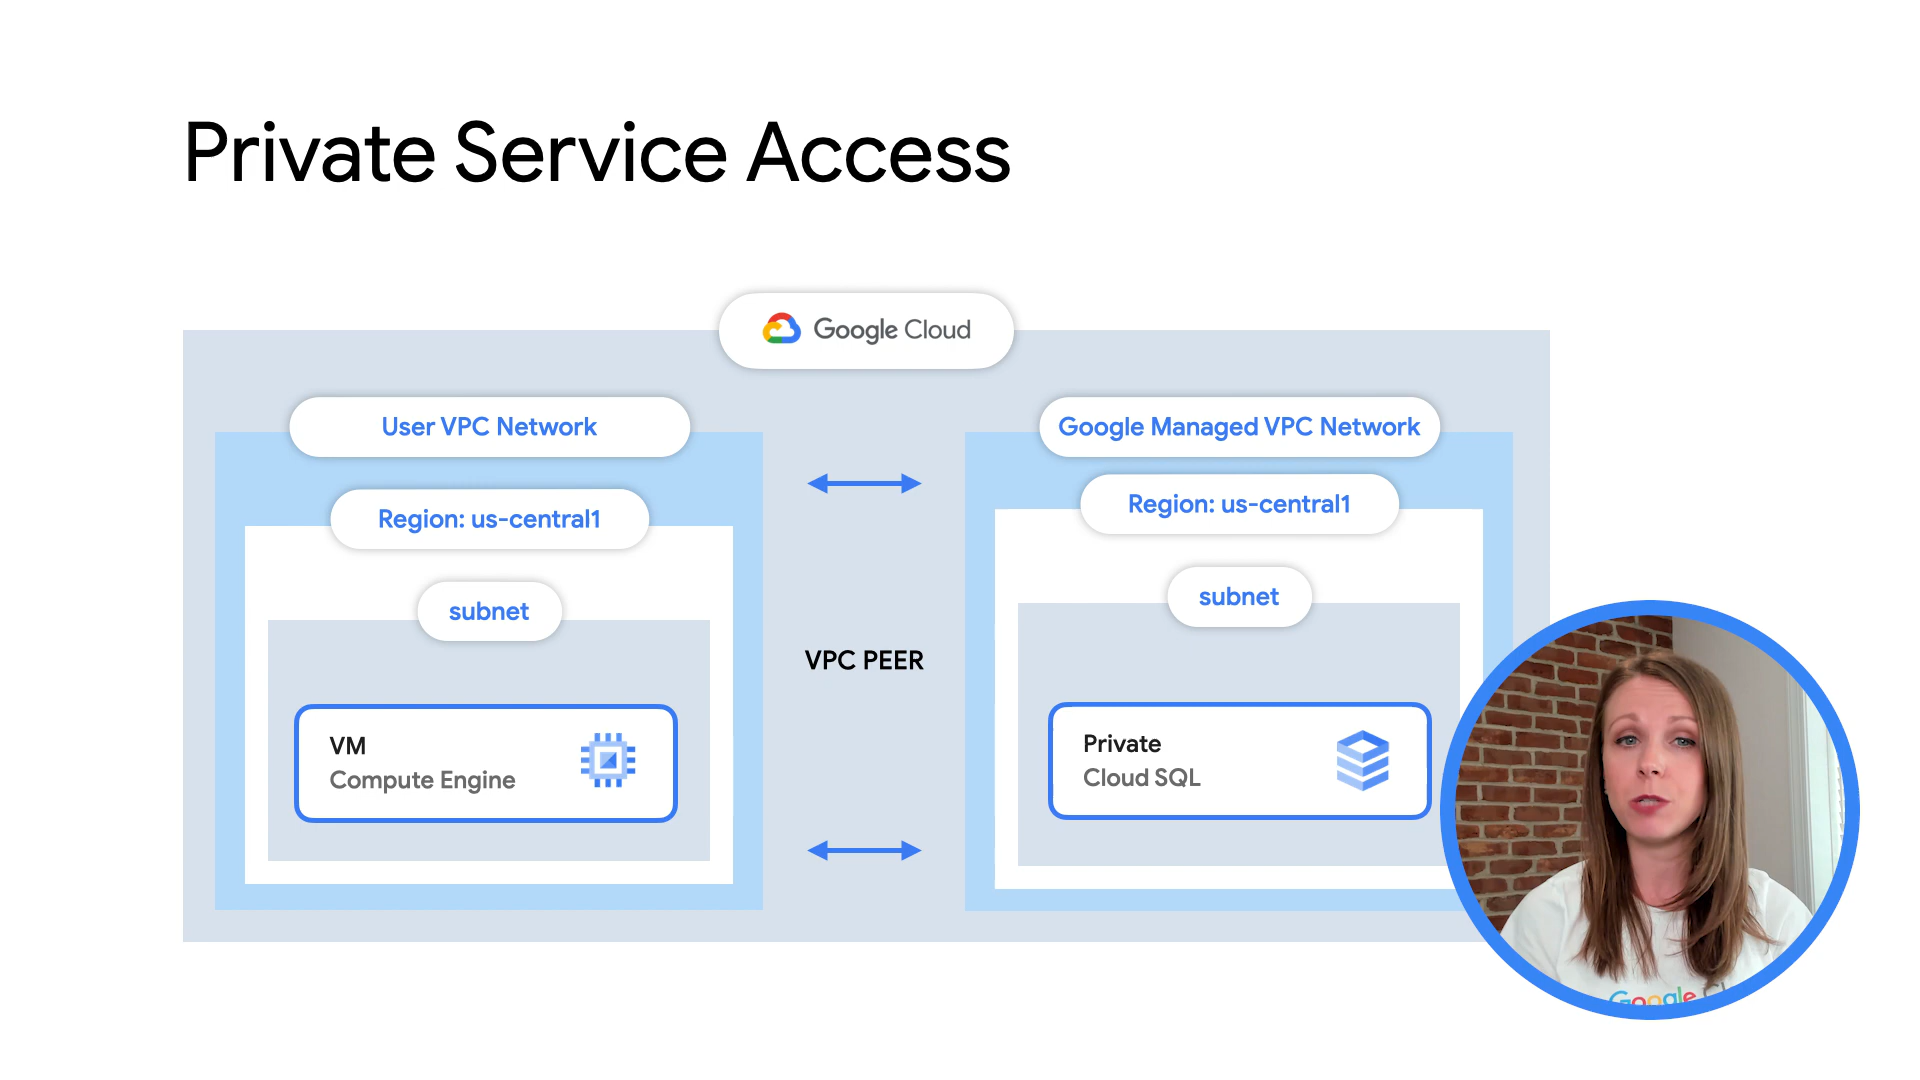 Private Service Access
Google Cloud
User VPC Network
Google Managed VPC Network
Region: us-central1
Region: us-central1
subnet
subnet
VPC PEER
VM
Compute Engine
Private
Cloud SQL
Google